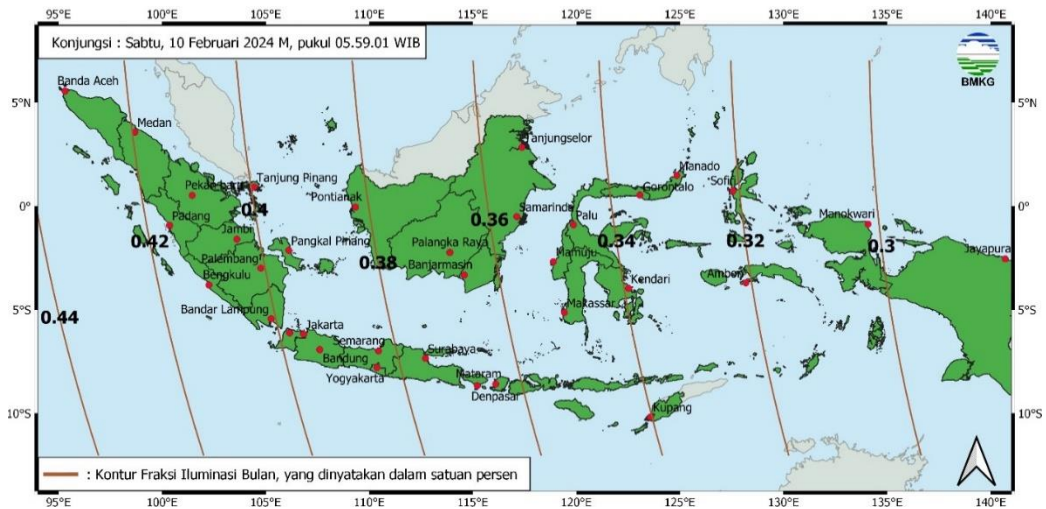 95°E 100°E 105°E 110°E 115°E 120°E 125°E 130°E 135°E 140°E
Konjungsi : Sabtu, 10 Februari 2024 M, pukul 05.59.01 WIB
BMKG
Banda Aceh
5°N
5°N
Medan
Tanjungselor
Manado
Tanjung Pinang
Pekan baru
Gorontalo
Sofifi
0°
0°
Pontianak
0.4
Samarinda
0.36
Padang
Palu
Manokwari
0.42
Jambi
Pangkal Pinang
Palangka Raya
0.34
0.32
0.3
Jayapura
Palembang
0.38
Mamuju
Bengkulu
Banjarmasin
Kendari
Ambon
Bandar Lampung
Makassar
5°S
5°S
0.44
Jakarta
Semarang
Surabaya
Bandung
Yogyakarta
Mataram
Denpasar
Kupang
10°S
10°S
: Kontur Fraksi Iluminasi Bulan, yang dinyatakan dalam satuan persen
95°E 100°E 105°E 110°E 115°E 120°E 125°E 130°E 135°E 140°E